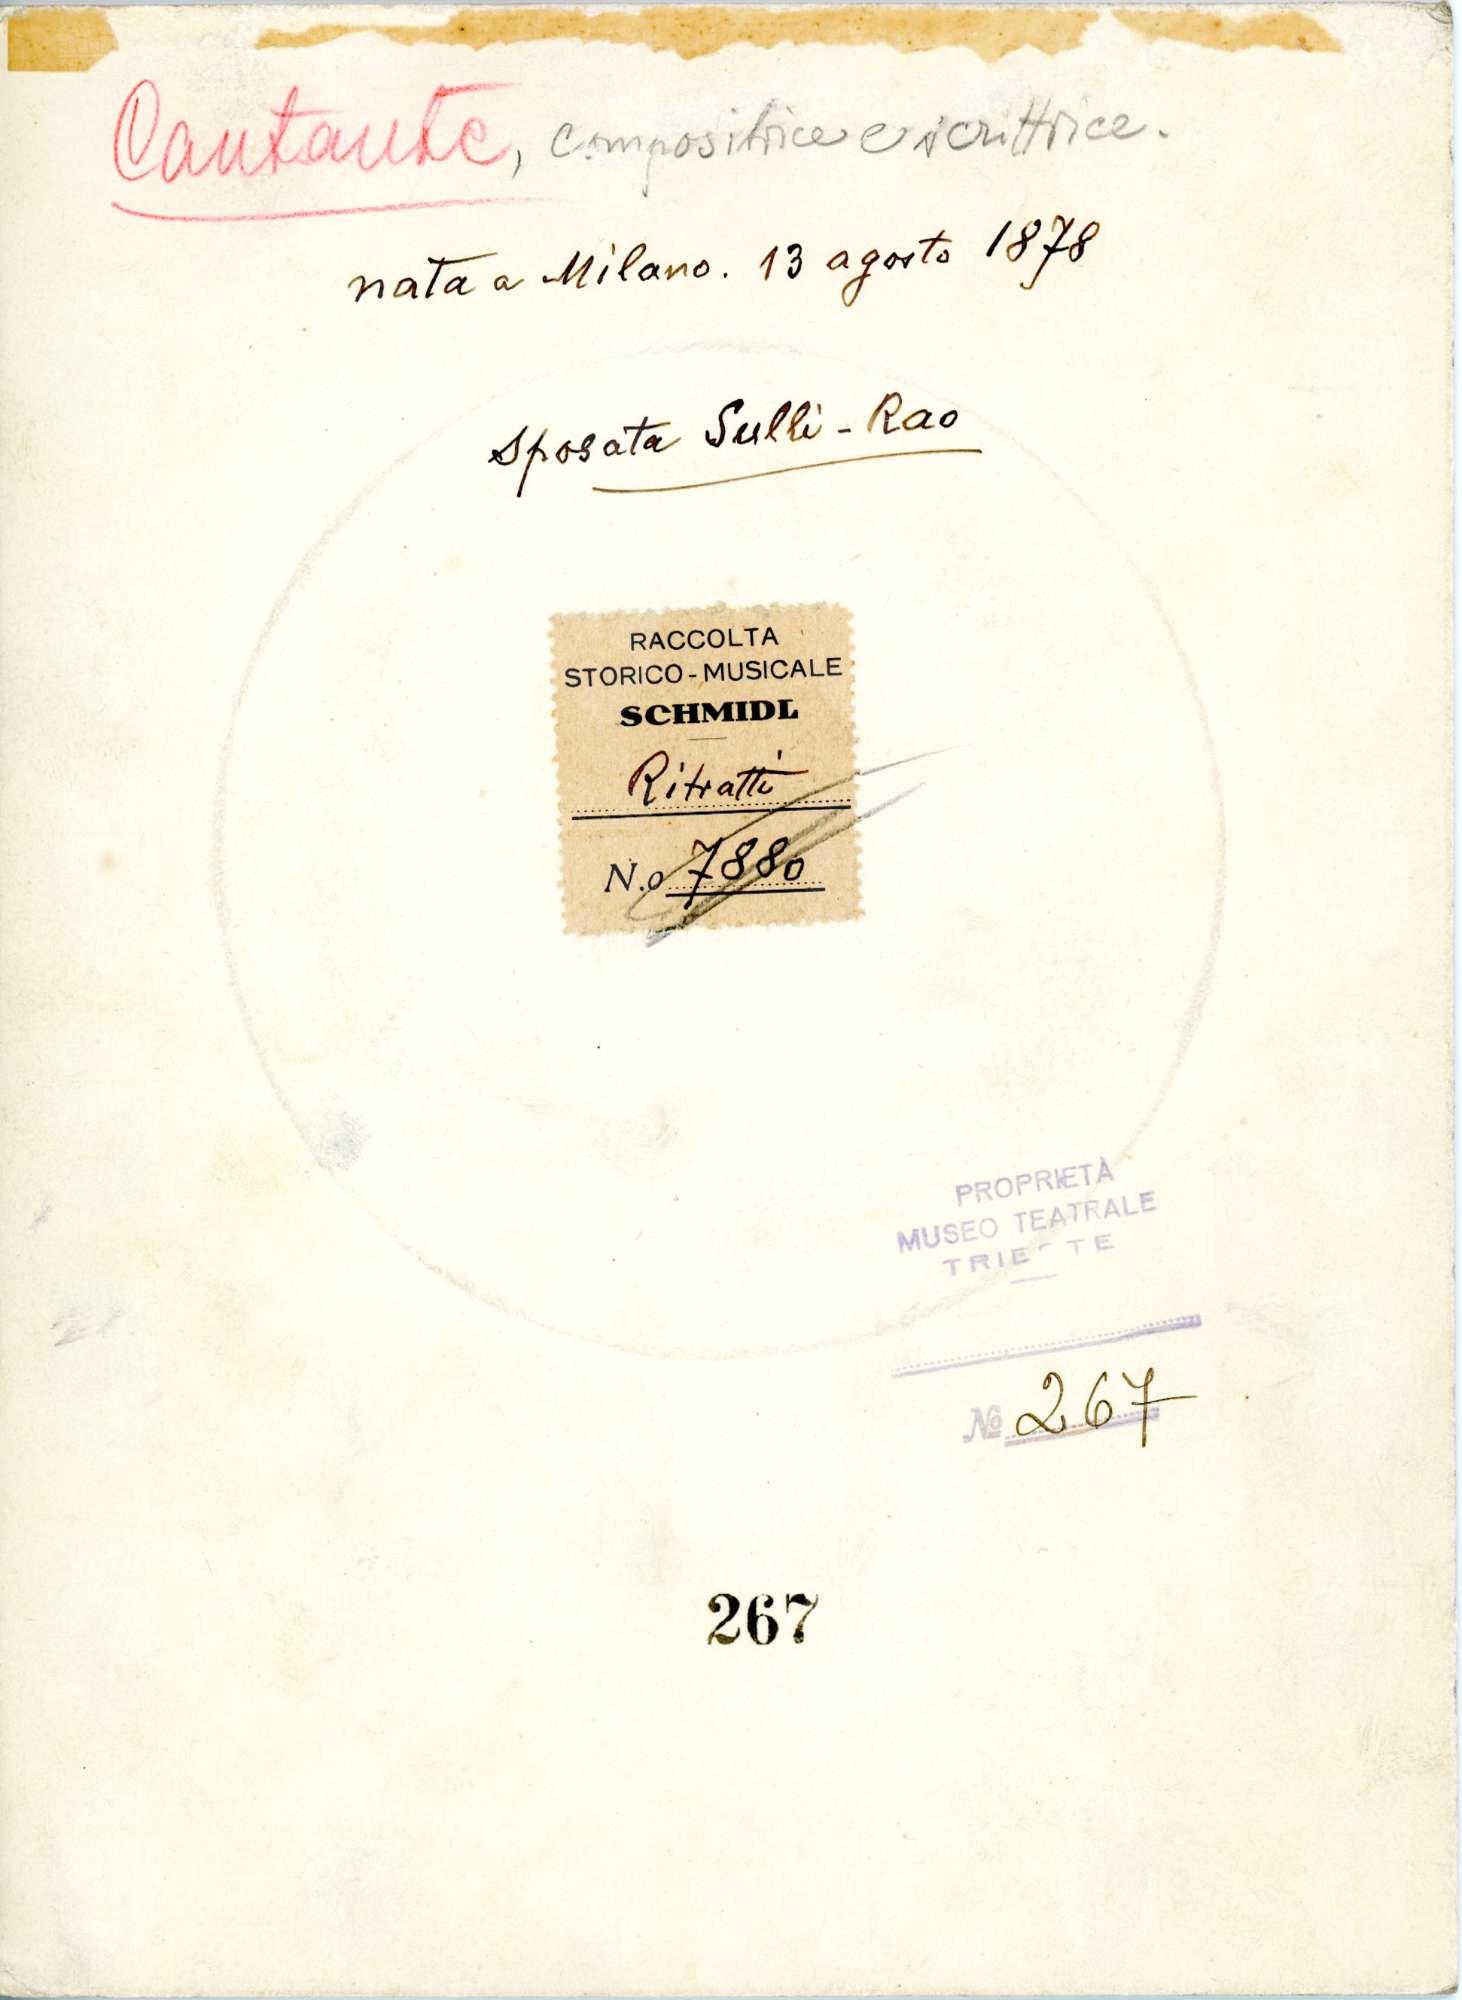 Cantante, compositrice e scrittrice.
nata a Milano. 13 agosto 1878
sposata Sulli-Rao
RACCOLTA
STORICO-MUSICALE
SCHMIDL
Ritratti
N.o 7880
PROPRIETÀ
MUSEO TEATRALE
TRIESTE
No 267
267